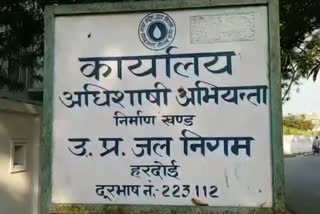 कार्यालय
अधिशाषी अभियन्ता
निर्माण खण्ड
उ. प्र. जल निगम
हरदोई
दूरभाष नं.-223112